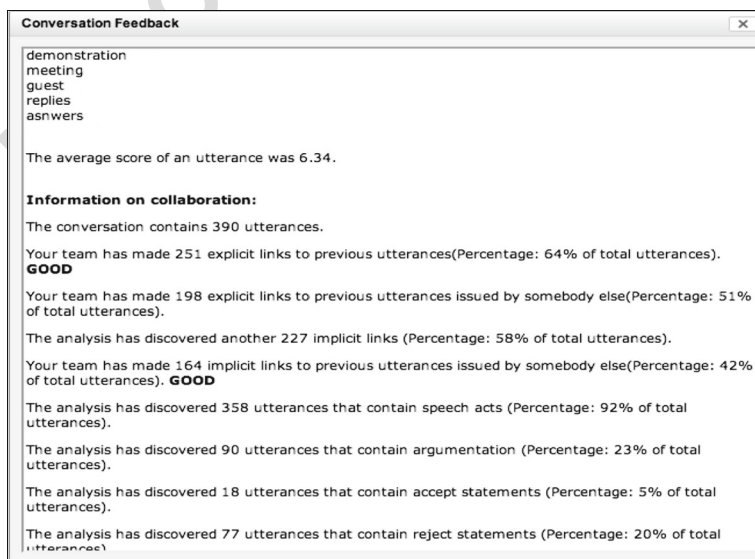 Conversation Feedback
demonstration
meeting
guest
replies
asnwers
The average score of an utterance was 6.34.
Information on collaboration:
The conversation contains 390 utterances.
Your team has made 251 explicit links to previous utterances(Percentage: 64% of total utterances).
GOOD
Your team has made 198 explicit links to previous utterances issued by somebody else(Percentage: 51%
of total utterances).
The analysis has discovered another 227 implicit links (Percentage: 58% of total utterances).
Your team has made 164 implicit links to previous utterances issued by somebody else(Percentage: 42%
of total utterances). GOOD
The analysis has discovered 358 utterances that contain speech acts (Percentage: 92% of total
utterances).
The analysis has discovered 90 utterances that contain argumentation (Percentage: 23% of total
utterances).
The analysis has discovered 18 utterances that contain accept statements (Percentage: 5% of total
utterances).
The analysis has discovered 77 utterances that contain reject statements (Percentage: 20% of total
utterances)